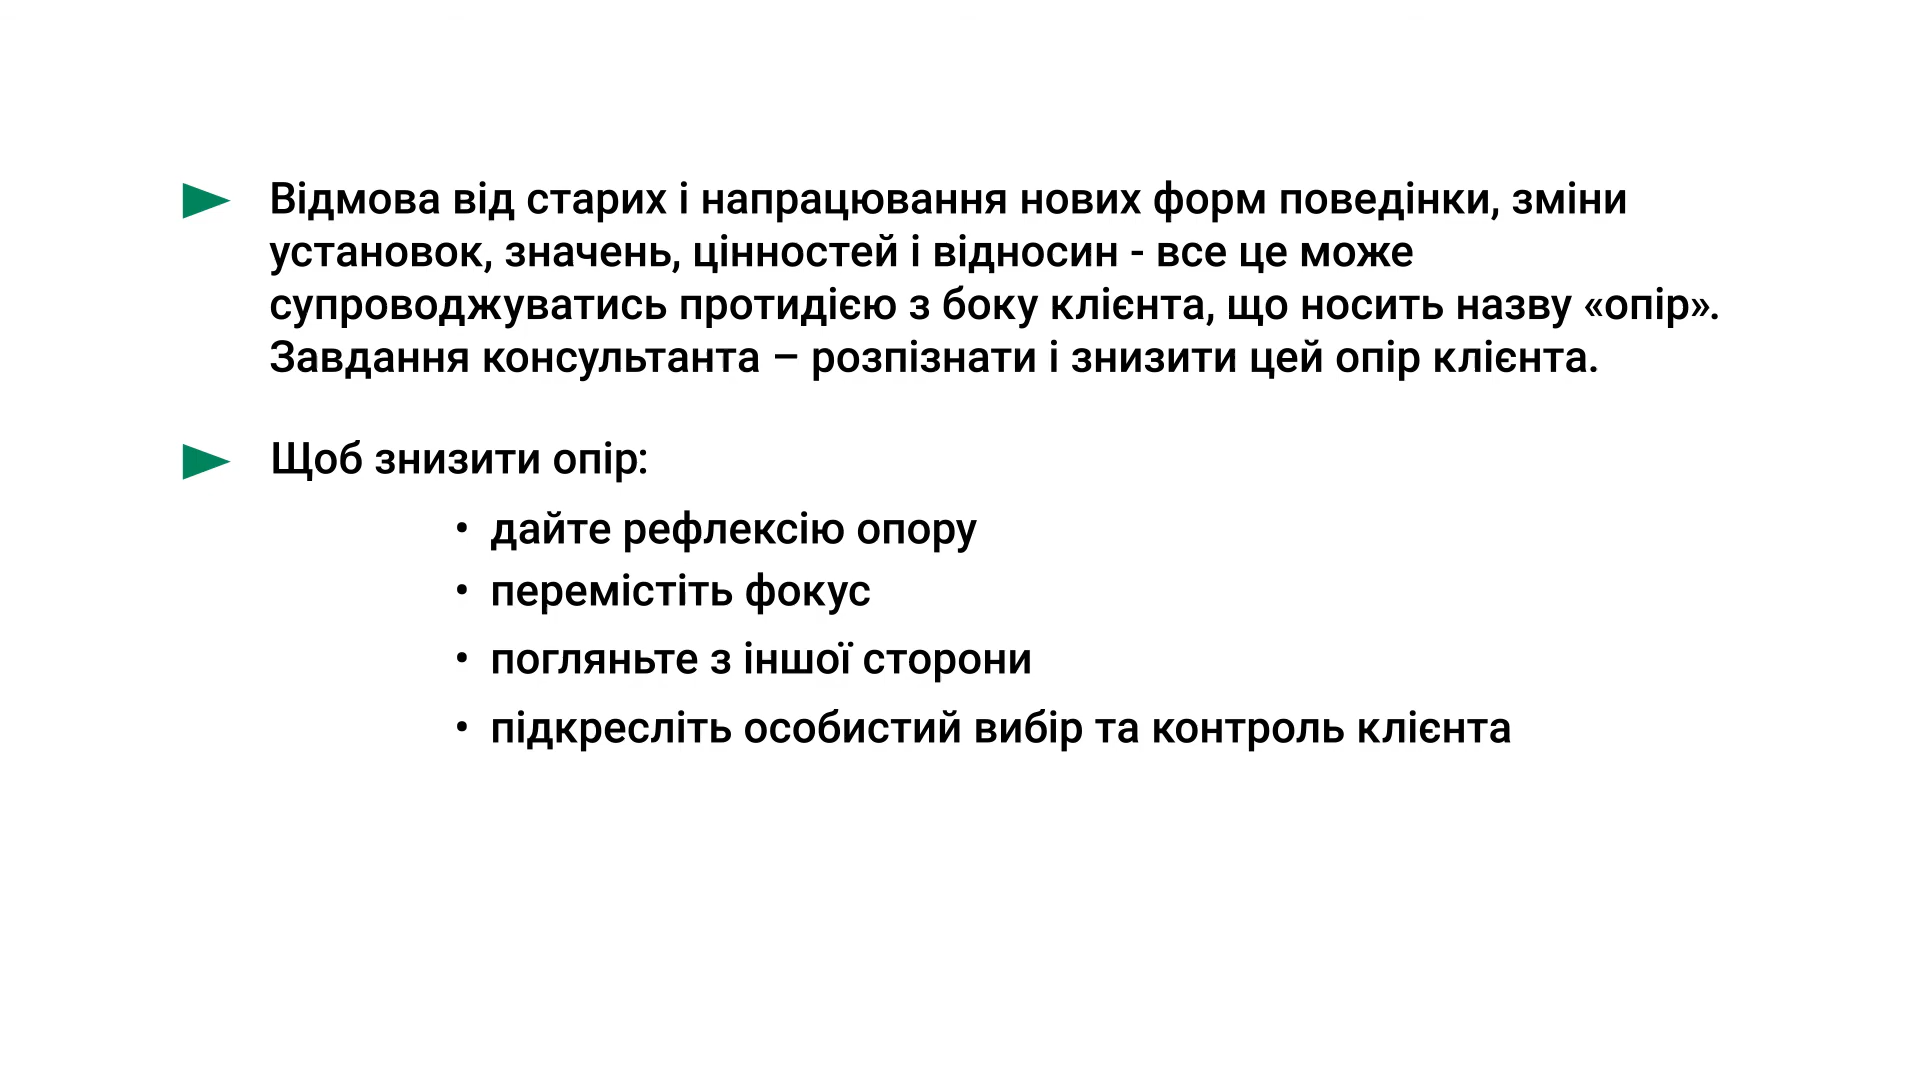 Відмова від старих і напрацювання нових форм поведінки, зміни
установок, значень, цінностей і відносин - все це може
супроводжуватись протидією з боку клієнта, що носить назву «опір».
Завдання консультанта – розпізнати і знизити цей опір клієнта.
Щоб знизити опір:
• дайте рефлексію опору
• перемістіть фокус
• погляньте з іншої сторони
• підкресліть особистий вибір та контроль клієнта